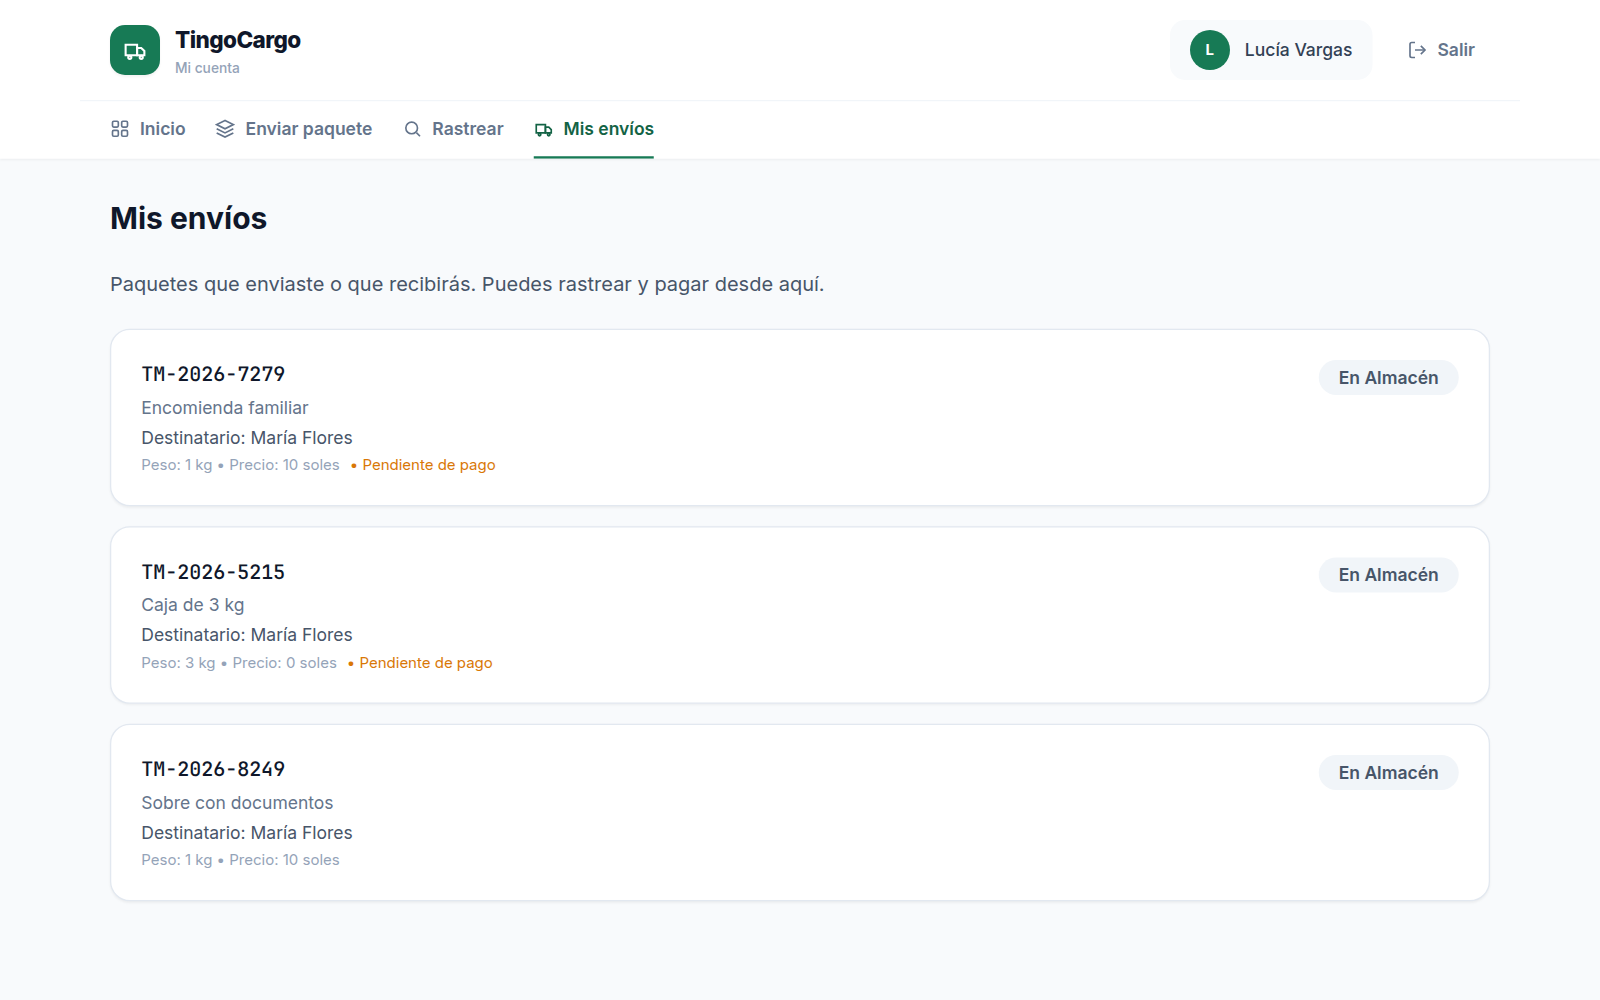 TingoCargo
Mi cuenta
L
Lucía Vargas
Salir
Inicio
Enviar paquete
Rastrear
Mis envíos
Mis envíos
Paquetes que enviaste o que recibirás. Puedes rastrear y pagar desde aquí.
TM-2026-7279
En Almacén
Encomienda familiar
Destinatario: María Flores
Peso: 1 kg • Precio: 10 soles • Pendiente de pago
TM-2026-5215
En Almacén
Caja de 3 kg
Destinatario: María Flores
Peso: 3 kg • Precio: 0 soles • Pendiente de pago
TM-2026-8249
En Almacén
Sobre con documentos
Destinatario: María Flores
Peso: 1 kg • Precio: 10 soles